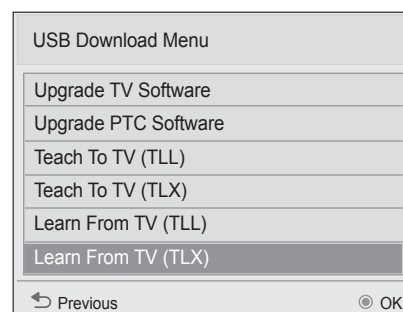 USB Download Menu
Upgrade TV Software
Upgrade PTC Software
Teach To TV (TLL)
Teach To TV (TLX)
Learn From TV (TLL)
Learn From TV (TLX)
Previous OK